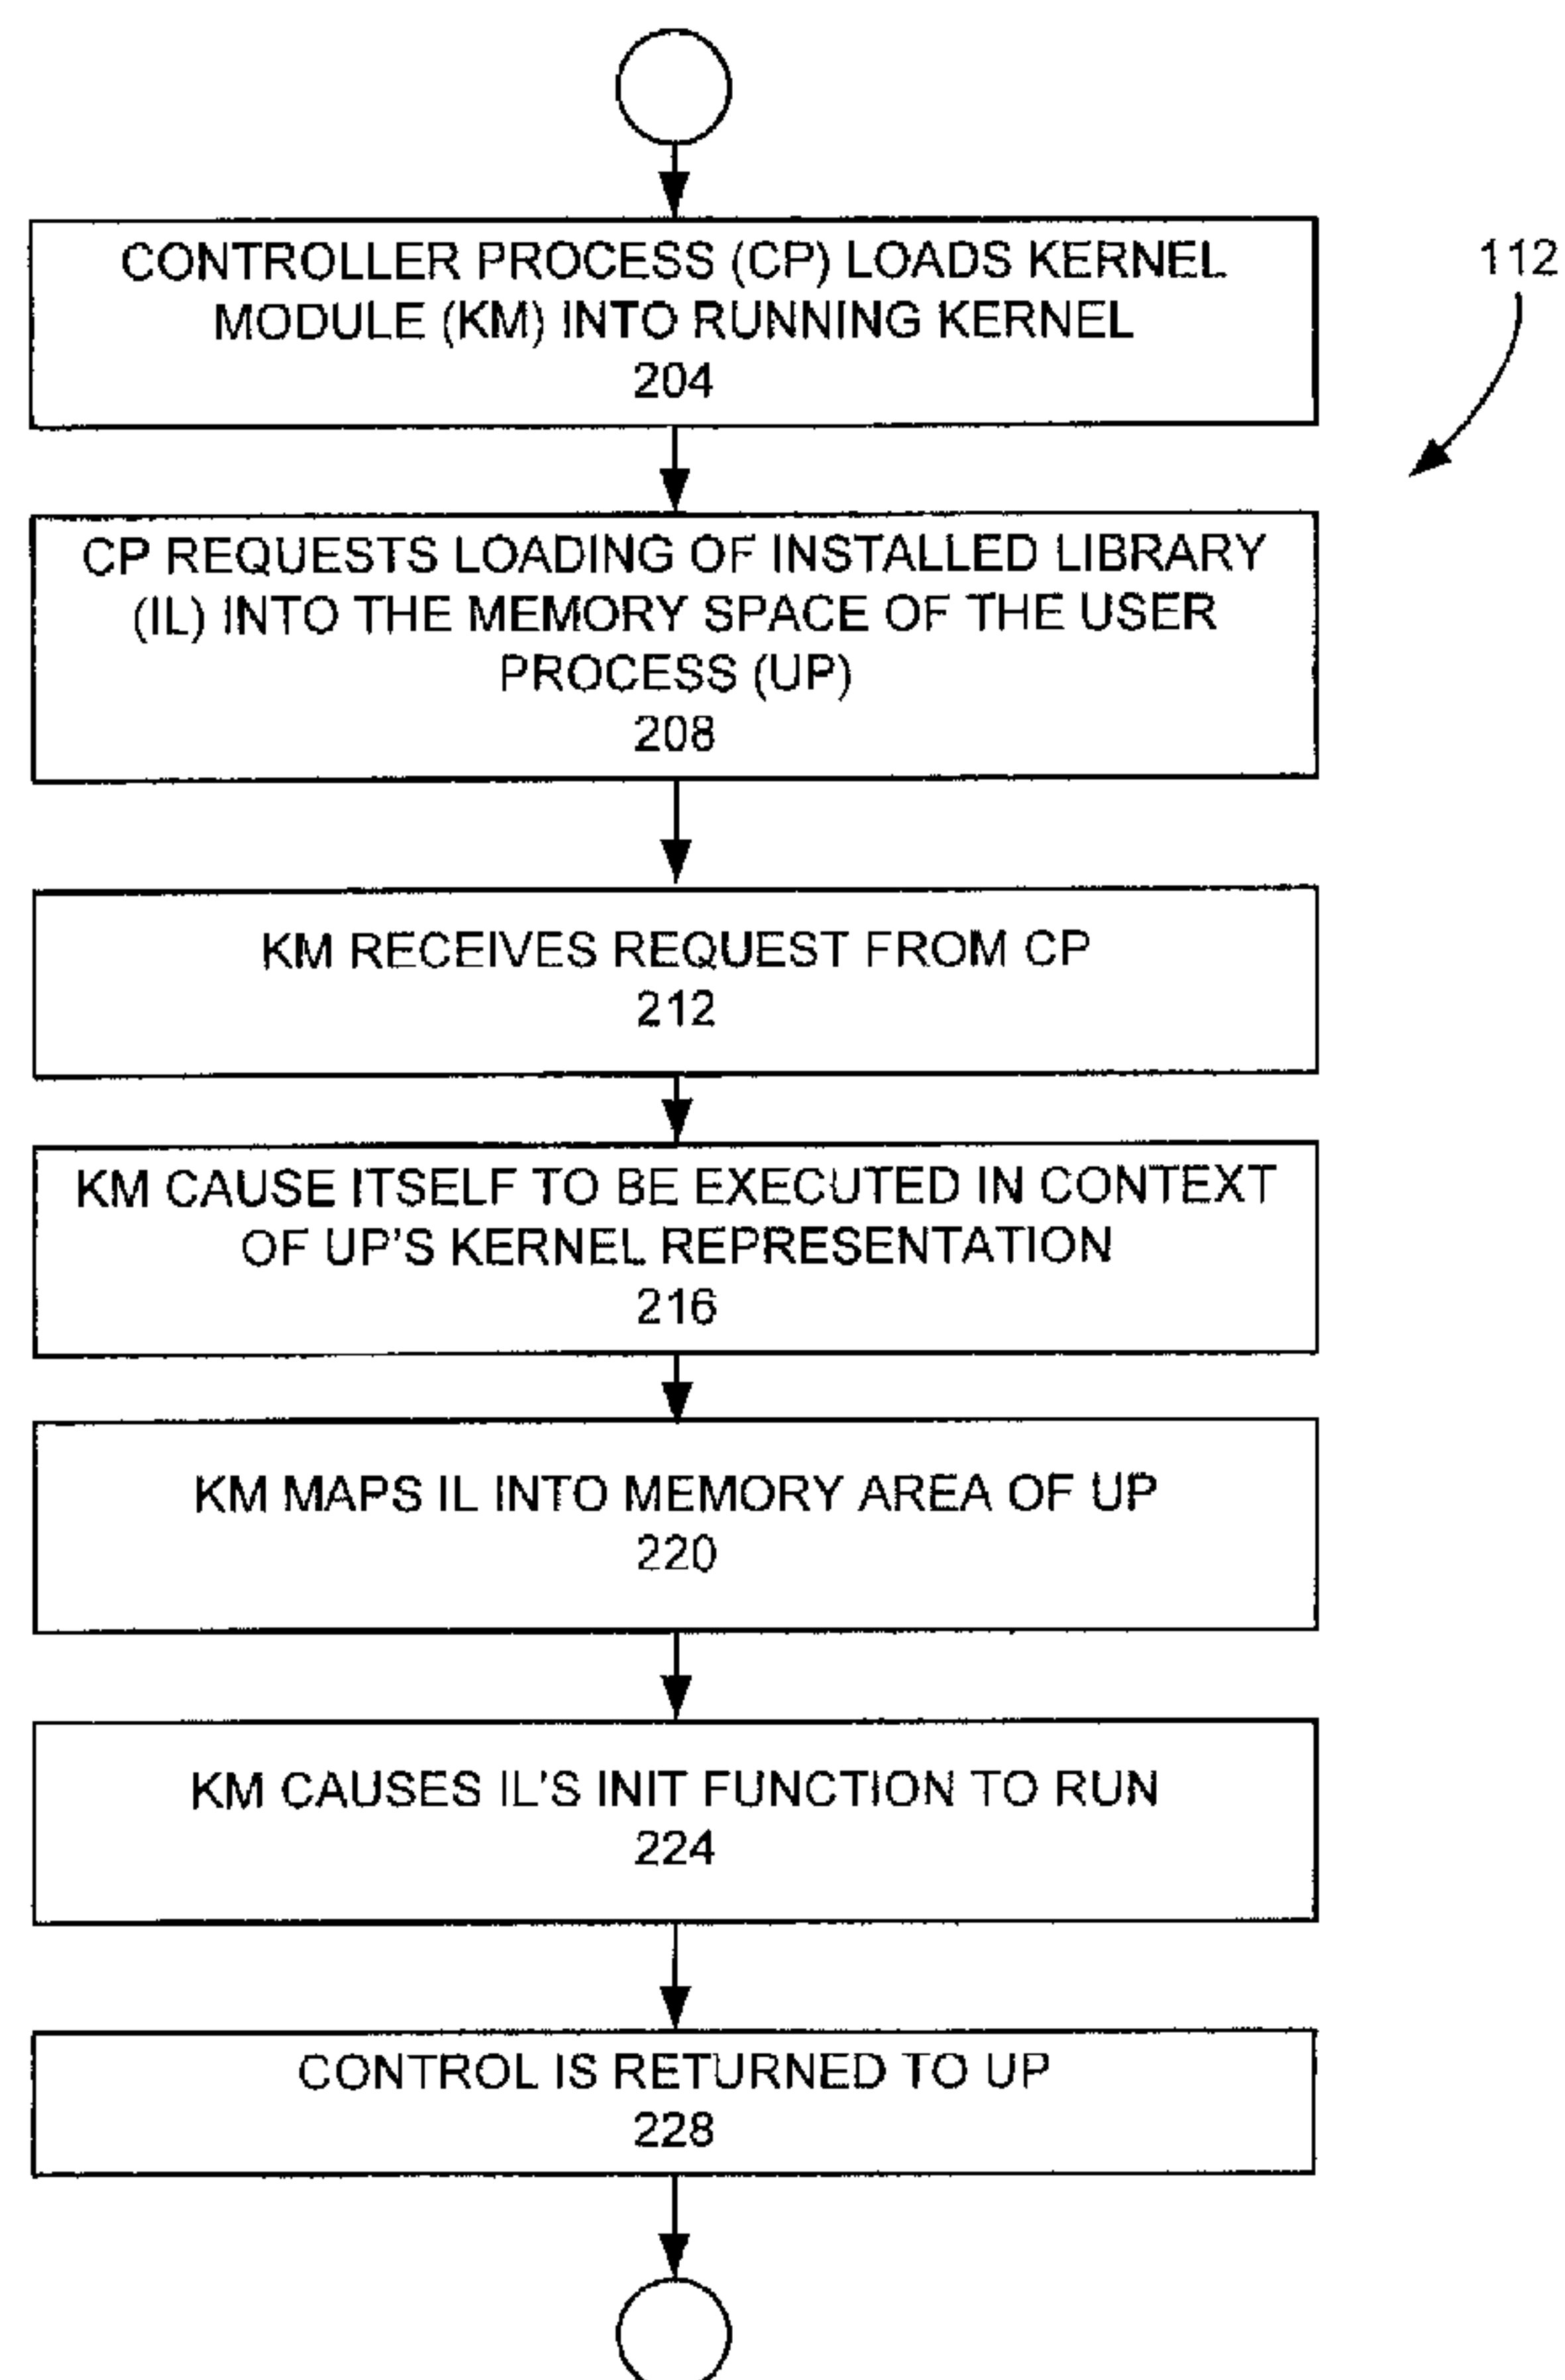 CONTROLLER PROCESS (CP) LOADS KERNEL
MODULE (KM) INTO RUNNING KERNEL
204
112
CP REQUESTS LOADING OF INSTALLED LIBRARY
(IL) INTO THE MEMORY SPACE OF THE USER
PROCESS (UP)
208
KM RECEIVES REQUEST FROM CP
212
KM CAUSE ITSELF TO BE EXECUTED IN CONTEXT
OF UP'S KERNEL REPRESENTATION
216
KM MAPS IL INTO MEMORY AREA OF UP
220
KM CAUSES IL'S INIT FUNCTION TO RUN
224
CONTROL IS RETURNED TO UP
228